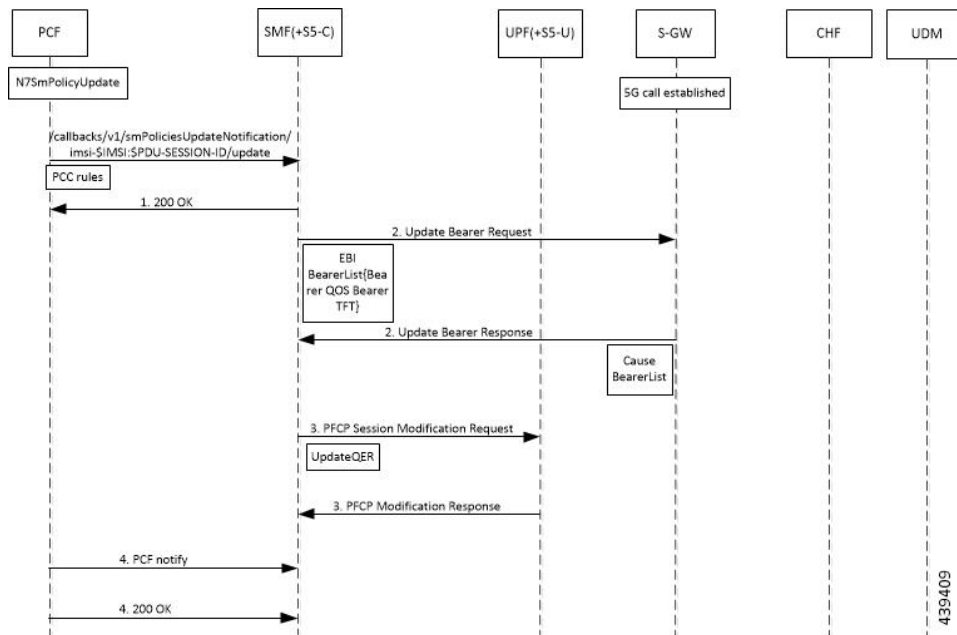 PCF
SMF(+S5-C)
UPF(+S5-U)
S-GW
CHF
UDM
N7SmPolicyUpdate
5G call established
/callbacks/v1/smPoliciesUpdateNotification/
imsi-$IMSI:$PDU-SESSION-ID/update
PCC rules
1. 200 OK
2. Update Bearer Request
EBI
BearerList{Bea
rer QOS Bearer
TFT}
2. Update Bearer Response
Cause
BearerList
3. PFCP Session Modification Request
UpdateQER
3. PFCP Modification Response
4. PCF notify
4. 200 OK
439409